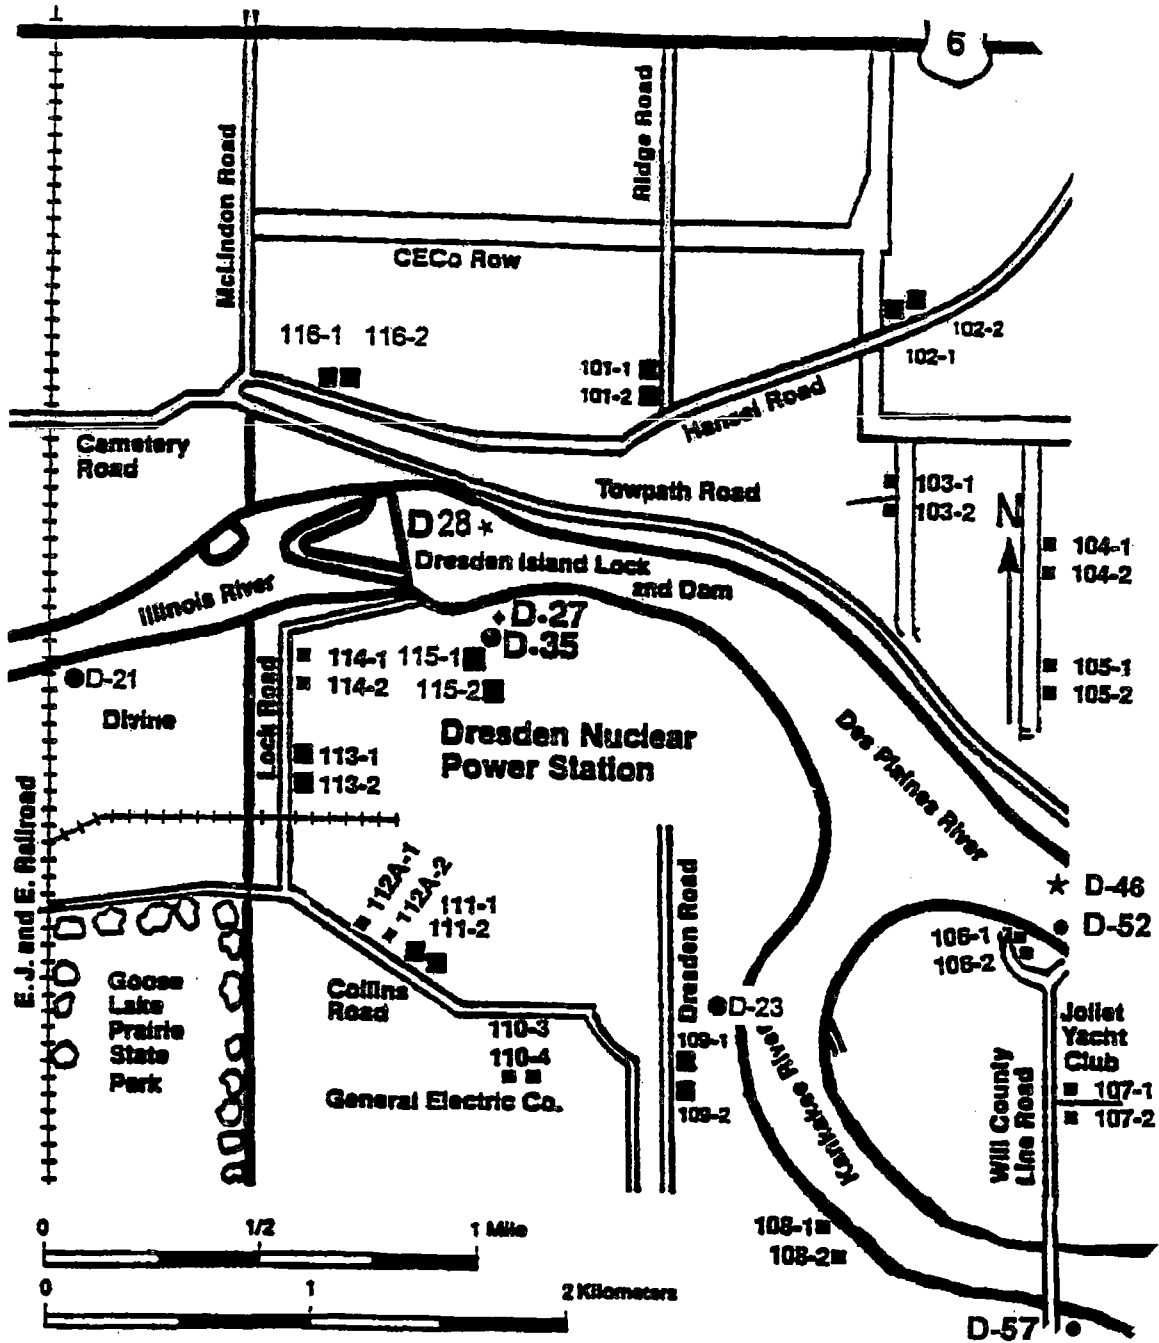 6
Ridge Road
McLindon Road
CECo Row
116-1 116-2
102-2
102-1
101-1
101-2
Hansel Road
Cemetery
Road
Towpath Road
103-1
103-2
N
D 28
Dresden Island Lock
and Dam
104-1
104-2
Illinois River
D-27
D-35
114-1 115-1
114-2 115-2
105-1
105-2
D-21
Divine
Lock Road
Dresden Nuclear
Power Station
113-1
113-2
Des Plaines River
E.J. and E. Railroad
112A-1
112A-2
111-1
111-2
Dresden Road
D-46
D-52
106-1
106-2
Goose
Lake
Prairie
State
Park
Collins
Road
D-23
110-3
110-4
109-1
109-2
Kankakee River
Joliet
Yacht
Club
General Electric Co.
Will County
Line Road
107-1
107-2
108-1
108-2
0 1/2 1 Mile
0 1 2 Kilometers
D-57